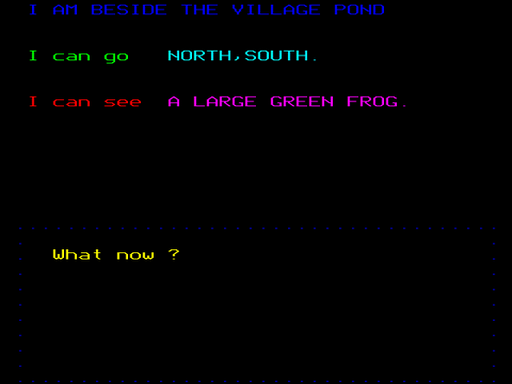 I AM BESIDE THE VILLAGE POND
I can go NORTH,SOUTH.
I can see A LARGE GREEN FROG.
What now ?